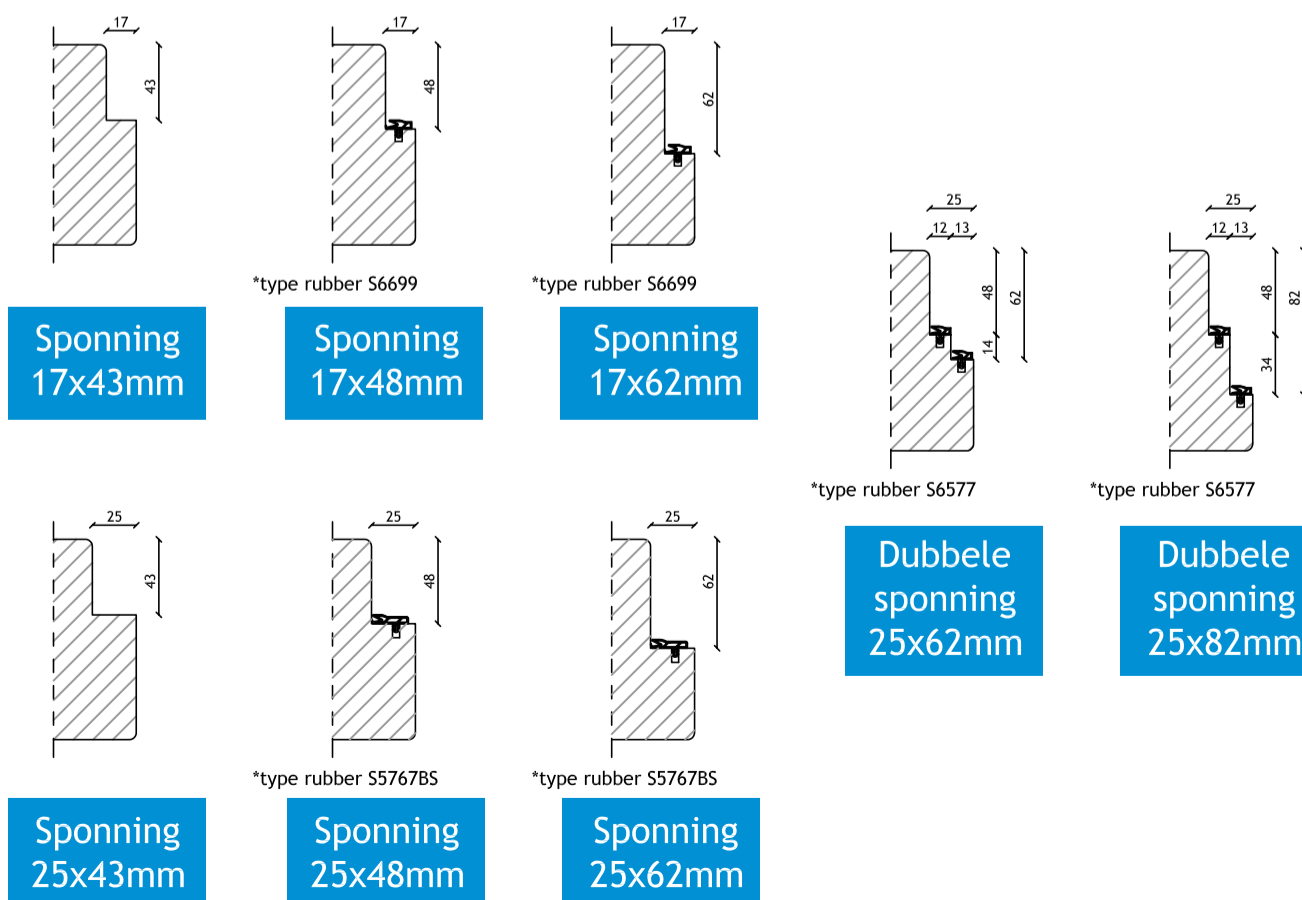 17
43
17
48
17
62
*type rubber S6699
*type rubber S6699
Sponning
17x43mm
Sponning
17x48mm
Sponning
17x62mm
25
12 13
48
62
14
25
12 13
48
82
34
*type rubber S6577
*type rubber S6577
Dubbele
sponning
25x62mm
Dubbele
sponning
25x82mm
25
43
25
48
25
62
*type rubber S5767BS
*type rubber S5767BS
Sponning
25x43mm
Sponning
25x48mm
Sponning
25x62mm